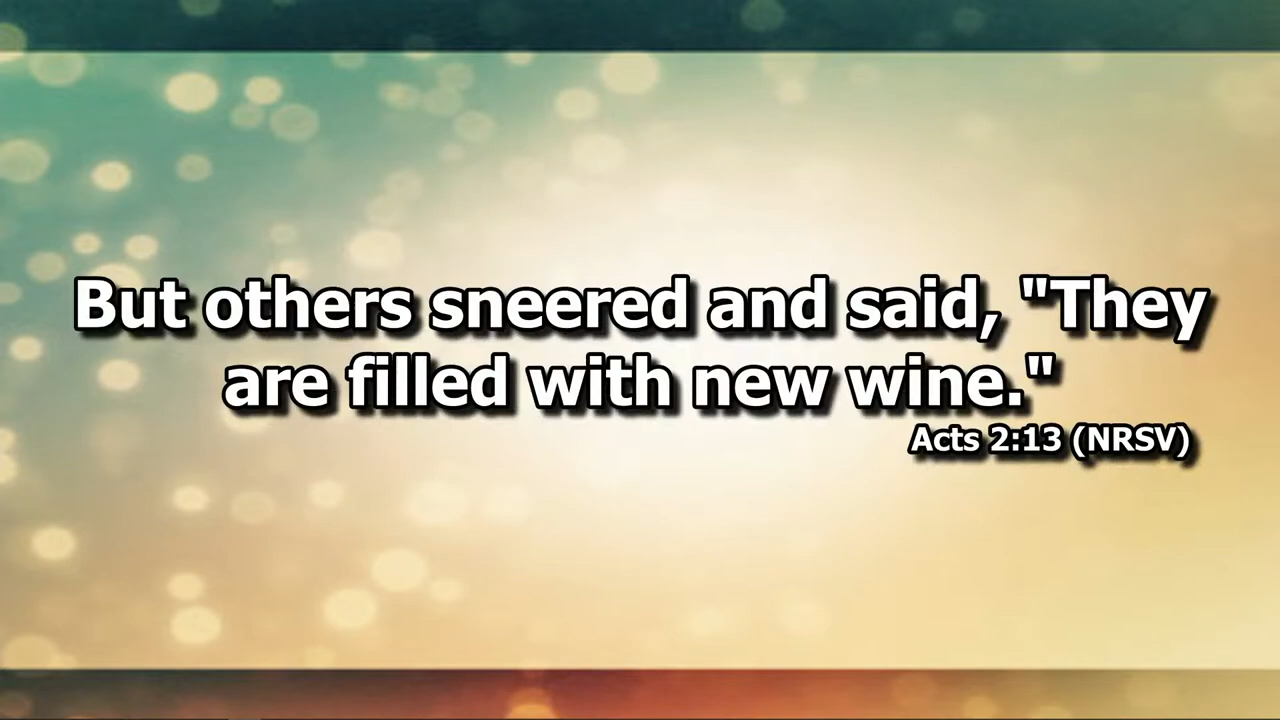 But others sneered and said, "They
are filled with new wine."
Acts 2:13 (NRSV)